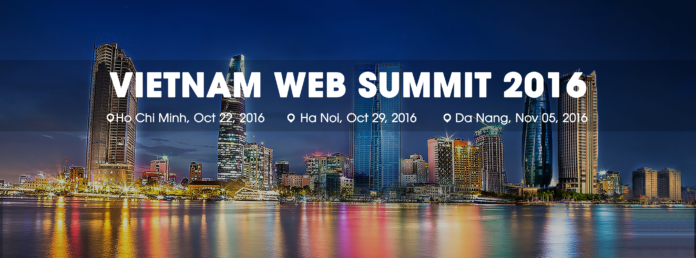 VIETNAM WEB SUMMIT 2016
Ho Chi Minh, Oct 22, 2016 Ha Noi, Oct 29, 2016 Da Nang, Nov 05, 2016